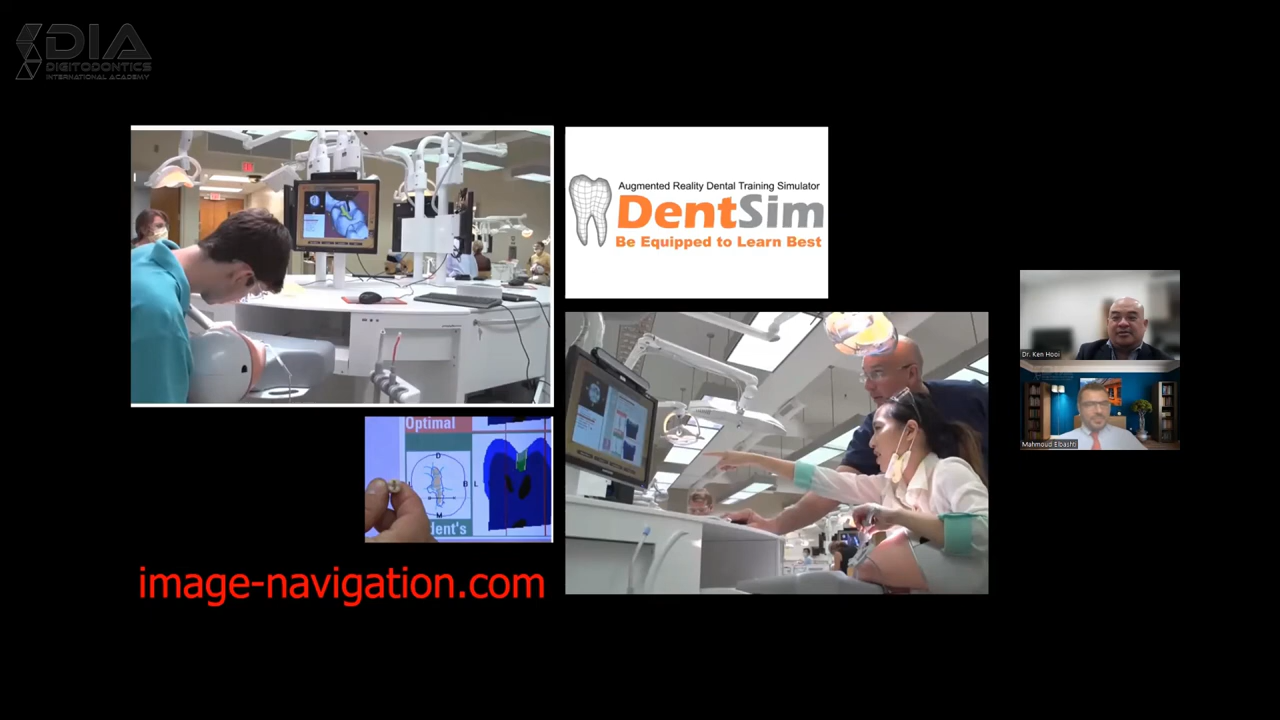 DIA
DIGITODONTICS
INTERNATIONAL ACADEMY
Augmented Reality Dental Training Simulator
DentSim
Be Equipped to Learn Best
Dr. Ken Hooi
Mahmoud Elbashti
Optimal
D
B
L
M
dent's
image-navigation.com